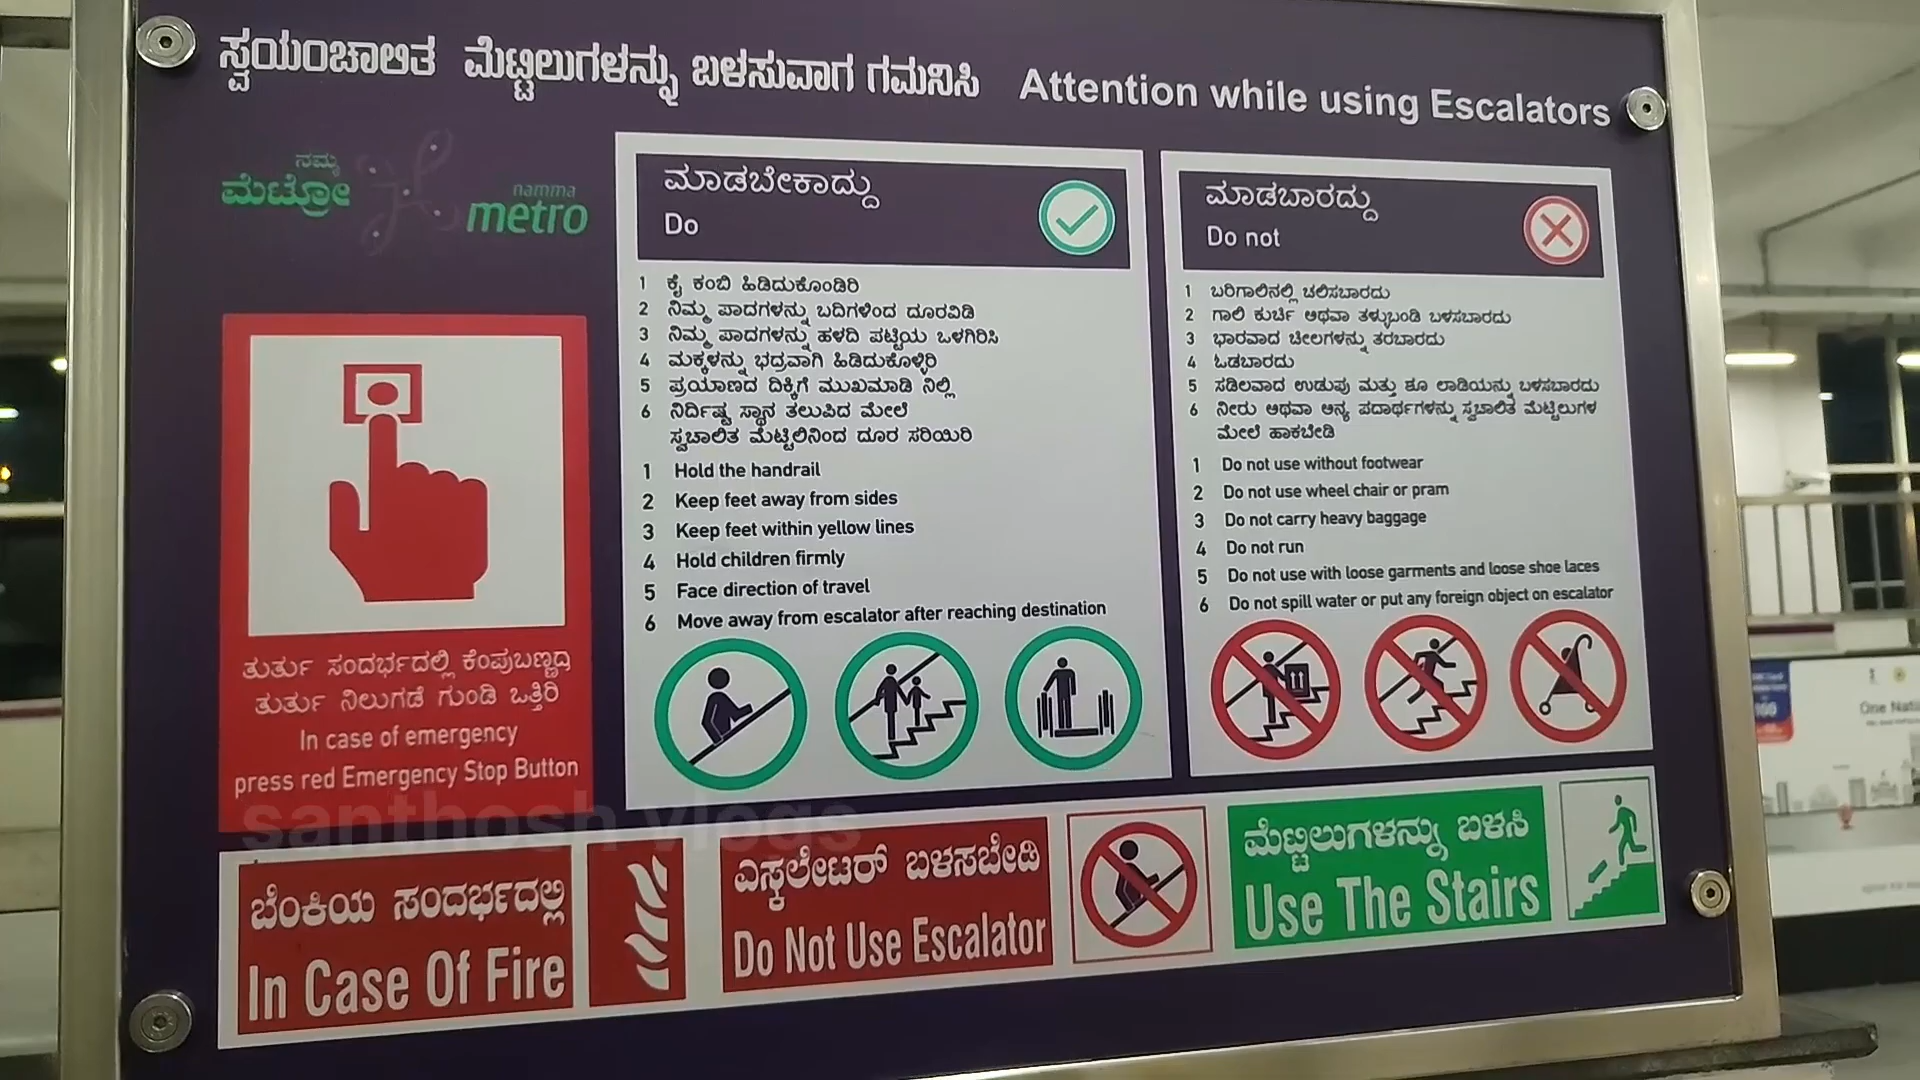 ಸ್ವಯಂಚಾಲಿತ ಮೆಟ್ಟಿಲುಗಳನ್ನು ಬಳಸುವಾಗ ಗಮನಿಸಿ Attention while using Escalators
ನಮ್ಮ
ಮೆಟ್ರೋ
namma
metro
ತುರ್ತು ಸಂದರ್ಭದಲ್ಲಿ ಕೆಂಪುಬಣ್ಣದ
ತುರ್ತು ನಿಲುಗಡೆ ಗುಂಡಿ ಒತ್ತಿರಿ
In case of emergency
press red Emergency Stop Button
ಮಾಡಬೇಕಾದ್ದು
Do
1 ಕೈ ಕಂಬಿ ಹಿಡಿದುಕೊಂಡಿರಿ
2 ನಿಮ್ಮ ಪಾದಗಳನ್ನು ಬದಿಗಳಿಂದ ದೂರವಿಡಿ
3 ನಿಮ್ಮ ಪಾದಗಳನ್ನು ಹಳದಿ ಪಟ್ಟಿಯ ಒಳಗಿರಿಸಿ
4 ಮಕ್ಕಳನ್ನು ಭದ್ರವಾಗಿ ಹಿಡಿದುಕೊಳ್ಳಿರಿ
5 ಪ್ರಯಾಣದ ದಿಕ್ಕಿಗೆ ಮುಖಮಾಡಿ ನಿಲ್ಲಿ
6 ನಿರ್ದಿಷ್ಟ ಸ್ಥಾನ ತಲುಪಿದ ಮೇಲೆ
ಸ್ವಚಾಲಿತ ಮೆಟ್ಟಿಲಿನಿಂದ ದೂರ ಸರಿಯಿರಿ
1 Hold the handrail
2 Keep feet away from sides
3 Keep feet within yellow lines
4 Hold children firmly
5 Face direction of travel
6 Move away from escalator after reaching destination
ಮಾಡಬಾರದ್ದು
Do not
1 ಬರಿಗಾಲಿನಲ್ಲಿ ಚಲಿಸಬಾರದು
2 ಗಾಲಿ ಕುರ್ಚಿ ಅಥವಾ ತಳ್ಳುಬಂಡಿ ಬಳಸಬಾರದು
3 ಭಾರವಾದ ಚೀಲಗಳನ್ನು ತರಬಾರದು
4 ಓಡಬಾರದು
5 ಸಡಿಲವಾದ ಉಡುಪು ಮತ್ತು ಶೂ ಲಾಡಿಯನ್ನು ಬಳಸಬಾರದು
6 ನೀರು ಅಥವಾ ಅನ್ಯ ಪದಾರ್ಥಗಳನ್ನು ಸ್ವಚಾಲಿತ ಮೆಟ್ಟಿಲುಗಳ
ಮೇಲೆ ಹಾಕಬೇಡಿ
1 Do not use without footwear
2 Do not use wheel chair or pram
3 Do not carry heavy baggage
4 Do not run
5 Do not use with loose garments and loose shoe laces
6 Do not spill water or put any foreign object on escalator
santhosh vlogs
ಬೆಂಕಿಯ ಸಂದರ್ಭದಲ್ಲಿ
In Case Of Fire
ಎಸ್ಕಲೇಟರ್ ಬಳಸಬೇಡಿ
Do Not Use Escalator
ಮೆಟ್ಟಿಲುಗಳನ್ನು ಬಳಸಿ
Use The Stairs
One